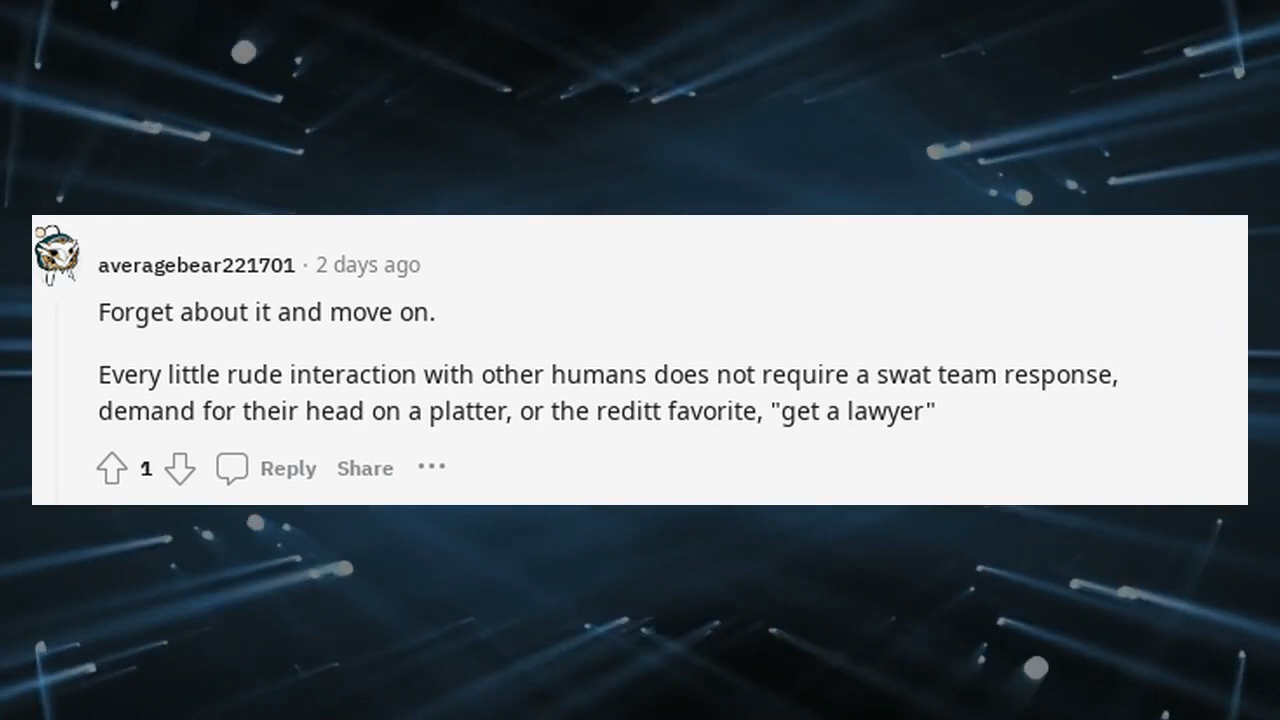 averagebear221701 · 2 days ago
Forget about it and move on.
Every little rude interaction with other humans does not require a swat team response,
demand for their head on a platter, or the reditt favorite, "get a lawyer"
1 Reply Share ···